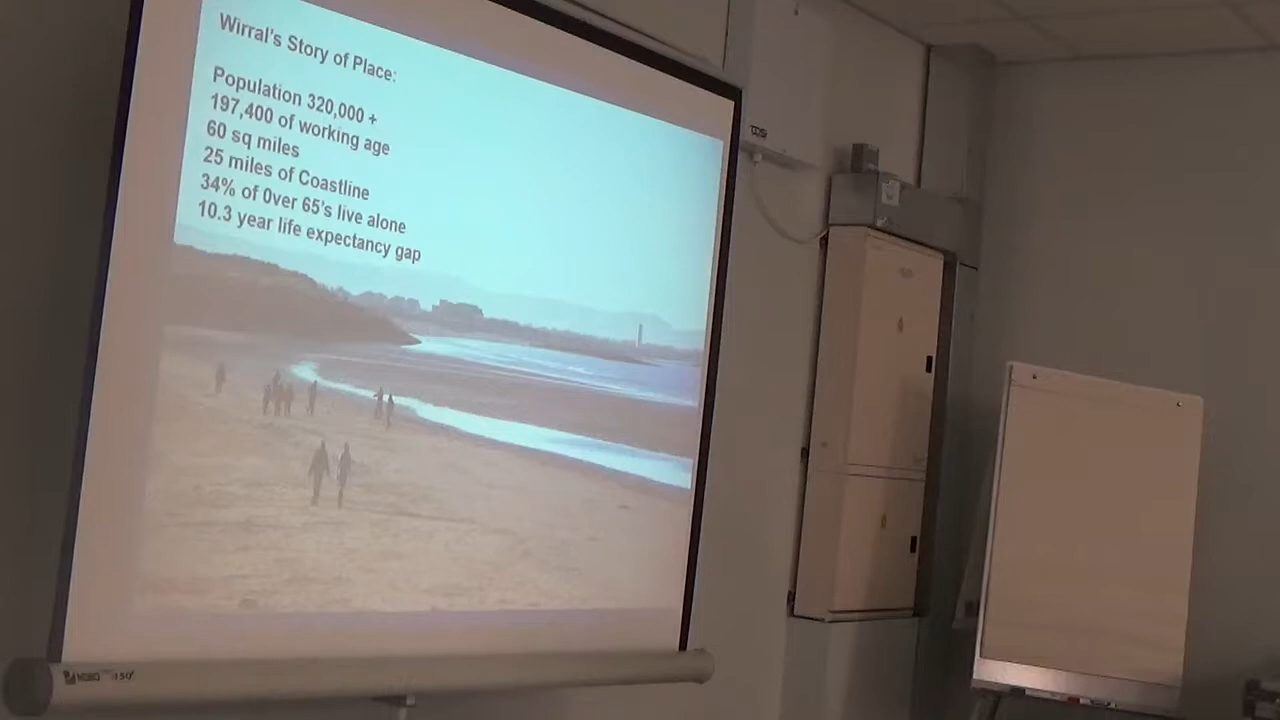 Wirral's Story of Place:
Population 320,000 +
197,400 of working age
60 sq miles
25 miles of Coastline
34% of 0ver 65's live alone
10.3 year life expectancy gap
NOBO